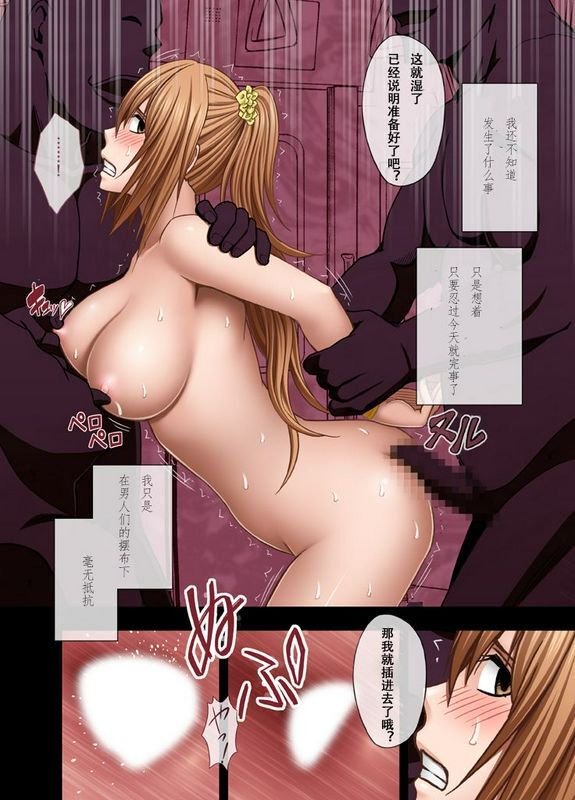 这就湿了
已经说明准备好了吧？
我还不知道
发生了什么事
………！
只是想着
只要忍过今天就完事了
キュッ
ペロ
ペロ
ヌル
我只是
在男人们的摆布下
毫无抵抗
ぬ
ぷ
那我就插进去了哦？